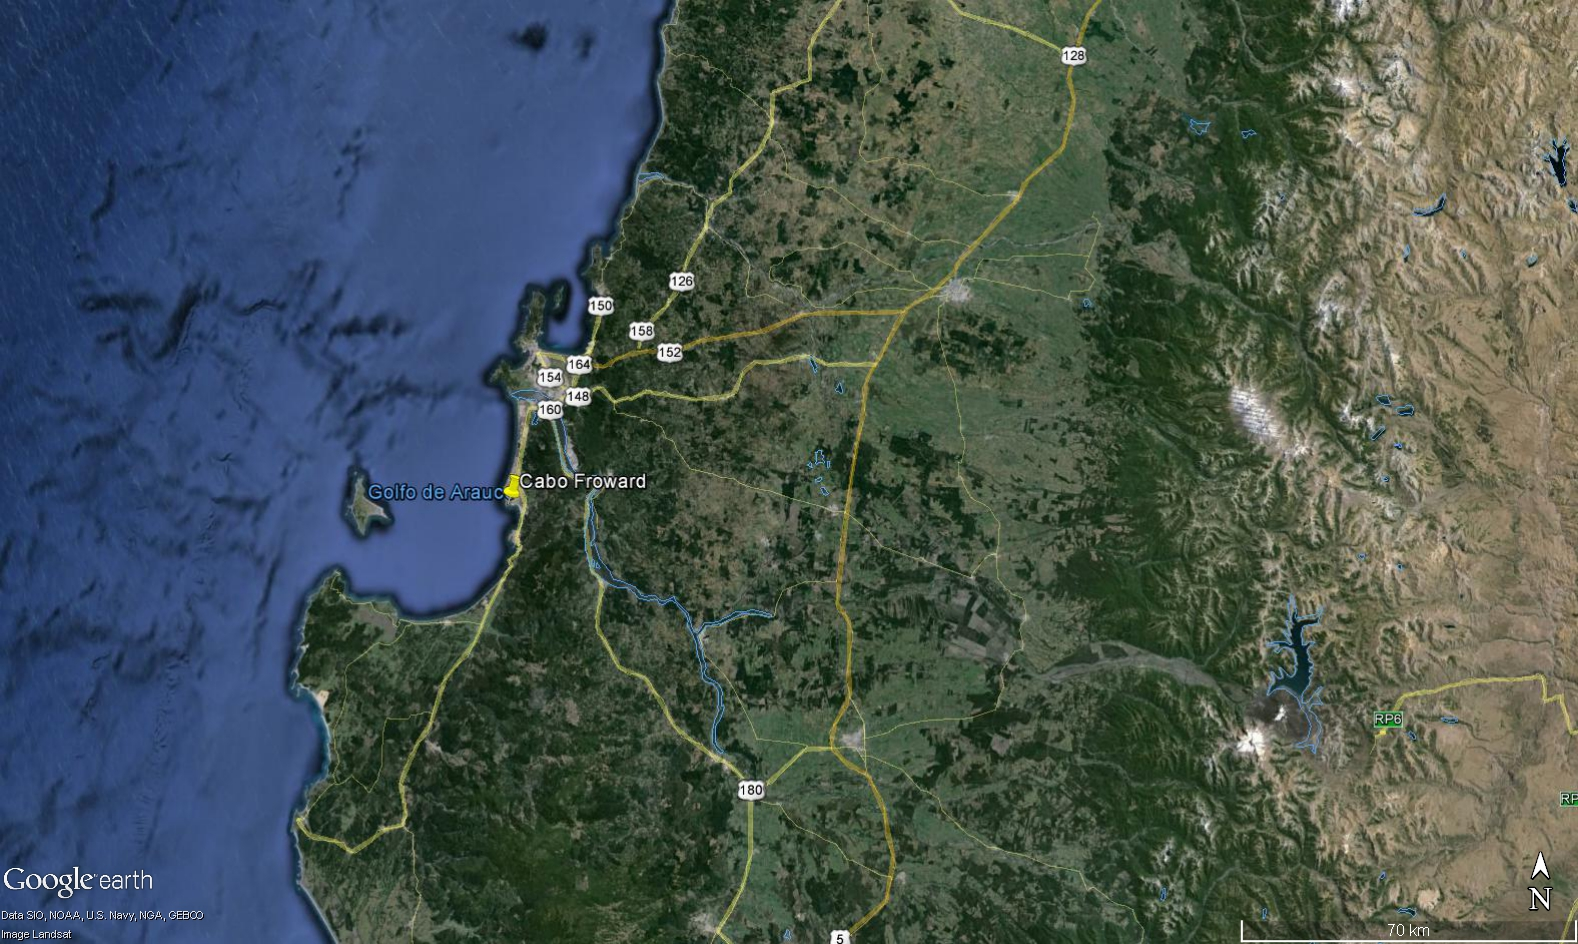 128
126
150
158
152
164
154
148
160
Cabo Froward
Golfo de Arauc
RP6
180
RP
Google earth
N
Data SIO, NOAA, U.S. Navy, NGA, GEBCO
70 km
Image Landsat
5